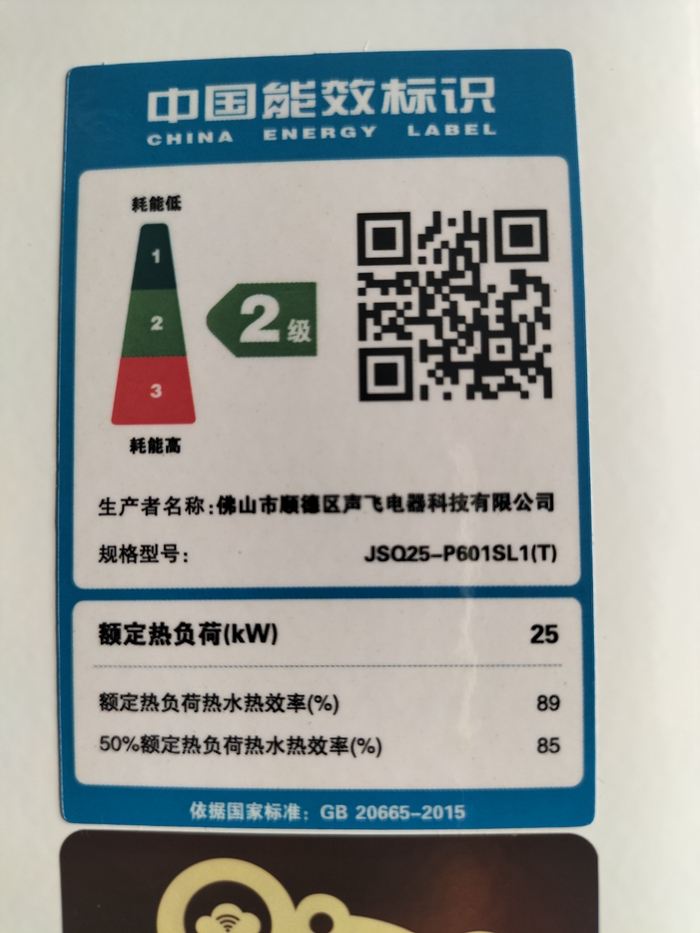 中国能效标识
CHINA ENERGY LABEL
耗能低
1
2
3
2级
耗能高
生产者名称:佛山市顺德区声飞电器科技有限公司
规格型号: JSQ25-P601SL1(T)
额定热负荷(kW) 25
额定热负荷热水热效率(%) 89
50%额定热负荷热水热效率(%) 85
依据国家标准: GB 20665-2015